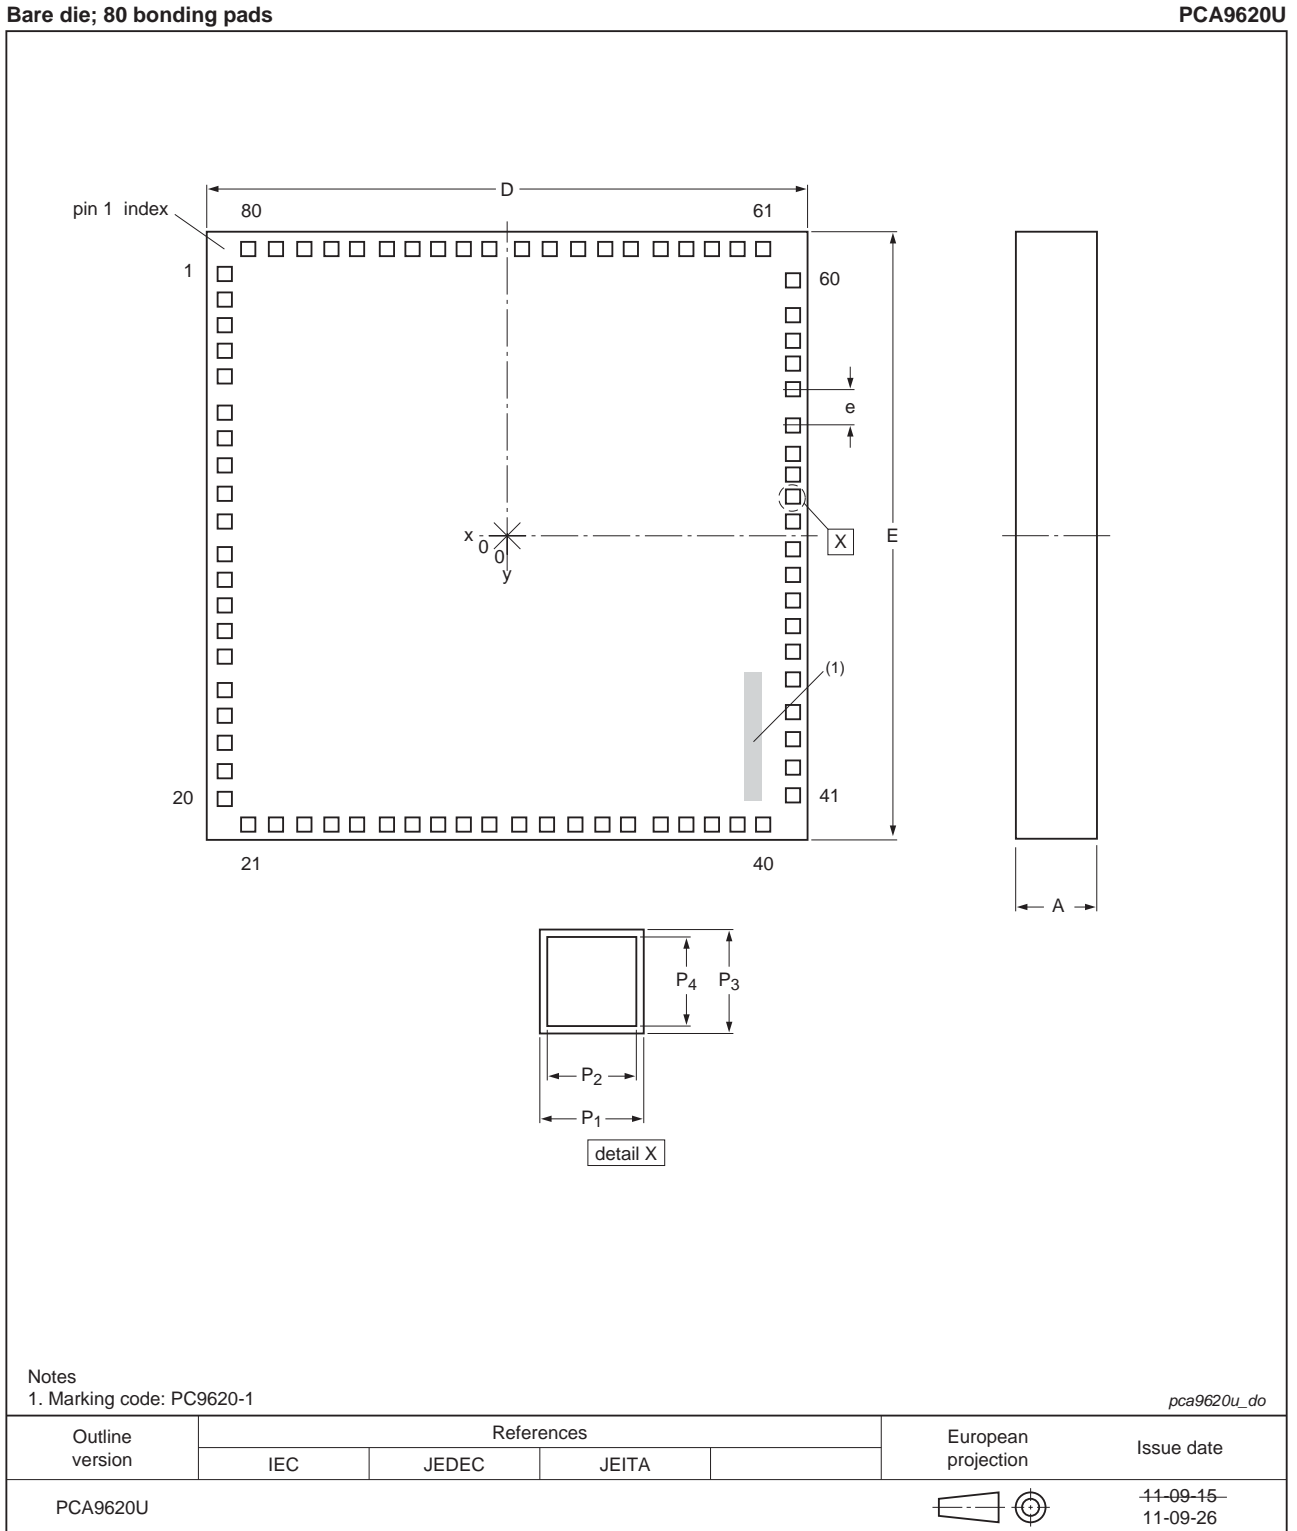 Bare die; 80 bonding pads PCA9620U
D
pin 1 index 80 61
1 60
e
x 0 0 y
X E
(1)
20 41
21 40
A
P4 P3
P2
P1
detail X
Notes
1. Marking code: PC9620-1
pca9620u_do
Outline version References European projection Issue date
IEC JEDEC JEITA
PCA9620U 11-09-15
11-09-26